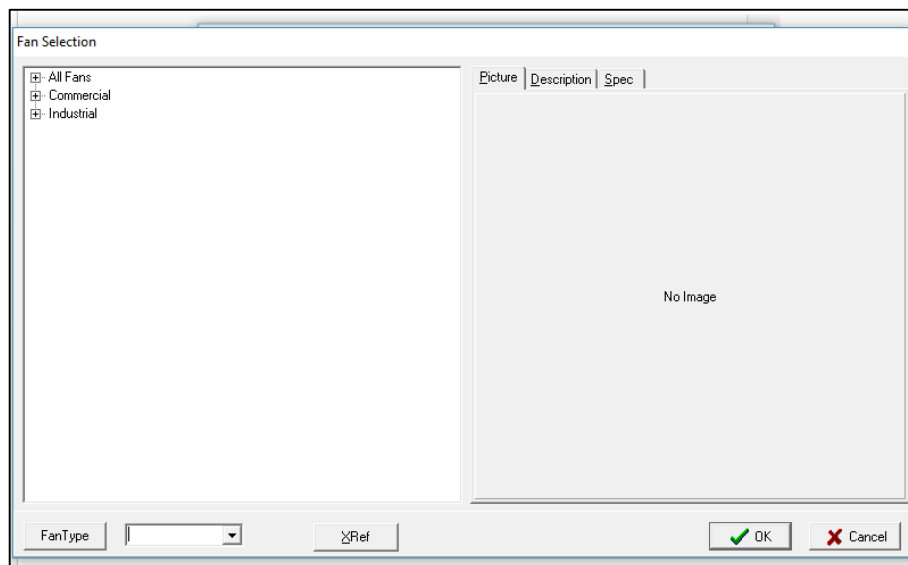 Fan Selection
All Fans
Commercial
Industrial
Picture Description Spec
No Image
FanType XRef OK Cancel